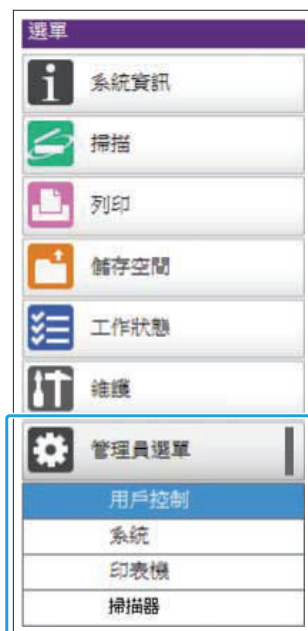 選單
系統資訊
掃描
列印
儲存空間
工作狀態
維護
管理員選單
用戶控制
系統
印表機
掃描器